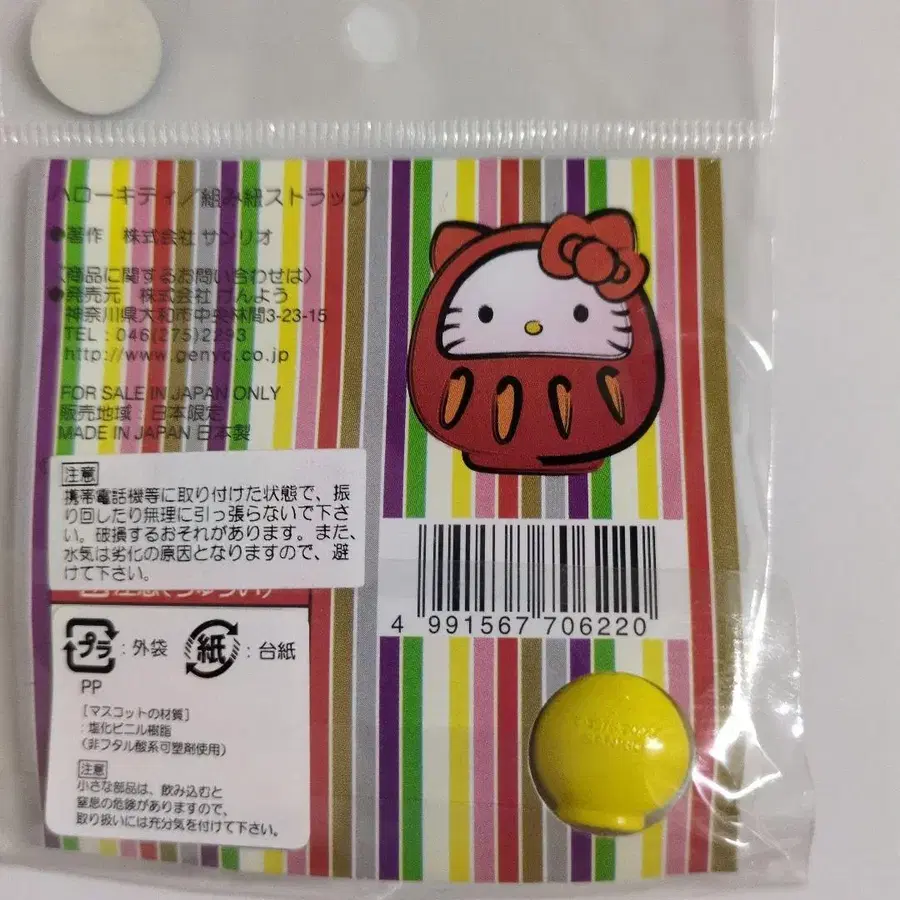 ハローキティ/組み紐ストラップ
●著作 株式会社 サンリオ
〈商品に関するお問い合わせは〉
●発売元 株式会社 げんよう
神奈川県大和市中央林間3-23-15
TEL:046(275)2293
http://www.genyo.co.jp
FOR SALE IN JAPAN ONLY
販売地域:日本限定
MADE IN JAPAN 日本製
注意
携帯電話機等に取り付けた状態で、振
り回したり無理に引っ張らないで下さ
い。破損するおそれがあります。また、
水気は劣化の原因となりますので、避
けて下さい。
プラ:外袋 紙:台紙
PP
[マスコットの材質]
:塩化ビニル樹脂
(非フタル酸系可塑剤使用)
注意
小さな部品は、飲み込むと
窒息の危険がありますので、
取り扱いには充分気を付けて下さい。
4 991567 706220